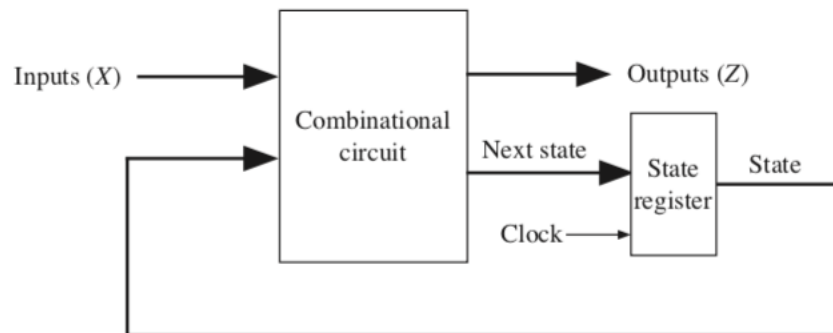 Inputs (X)
Combinational
circuit
Outputs (Z)
Next state
State
register
State
Clock